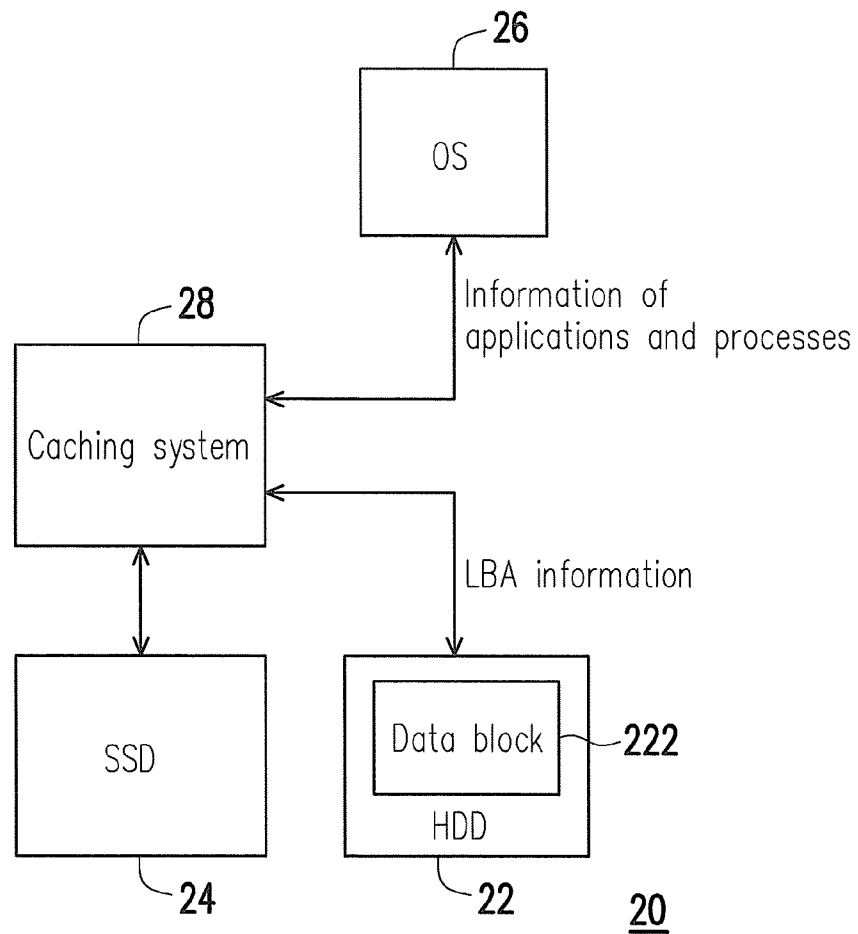 26
OS
Information of
applications and processes
28
Caching system
LBA information
SSD
Data block
222
HDD
24
22
20